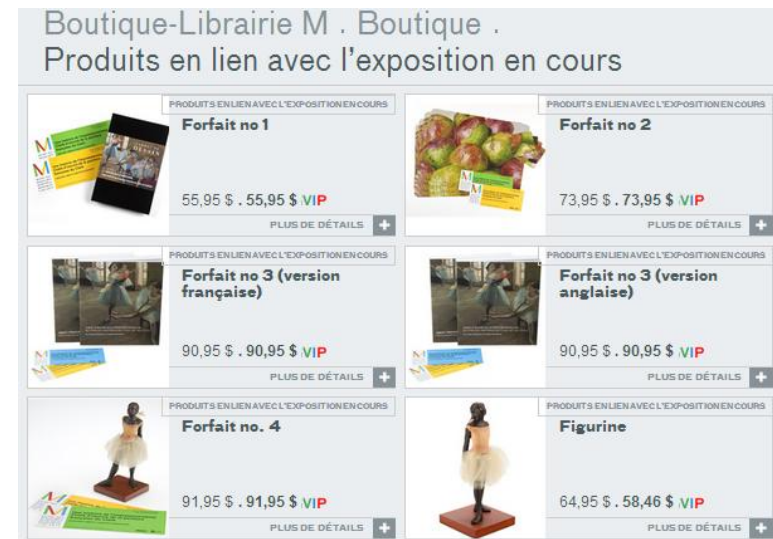 Boutique-Librairie M . Boutique .
Produits en lien avec l'exposition en cours
PRODUITS EN LIEN AVEC L'EXPOSITION EN COURS
Forfait no 1
55,95 $ . 55,95 $ VIP
PLUS DE DÉTAILS +
PRODUITS EN LIEN AVEC L'EXPOSITION EN COURS
Forfait no 2
73,95 $ . 73,95 $ VIP
PLUS DE DÉTAILS +
PRODUITS EN LIEN AVEC L'EXPOSITION EN COURS
Forfait no 3 (version
française)
90,95 $ . 90,95 $ VIP
PLUS DE DÉTAILS +
PRODUITS EN LIEN AVEC L'EXPOSITION EN COURS
Forfait no 3 (version
anglaise)
90,95 $ . 90,95 $ VIP
PLUS DE DÉTAILS +
PRODUITS EN LIEN AVEC L'EXPOSITION EN COURS
Forfait no. 4
91,95 $ . 91,95 $ VIP
PLUS DE DÉTAILS +
PRODUITS EN LIEN AVEC L'EXPOSITION EN COURS
Figurine
64,95 $ . 58,46 $ VIP
PLUS DE DÉTAILS +